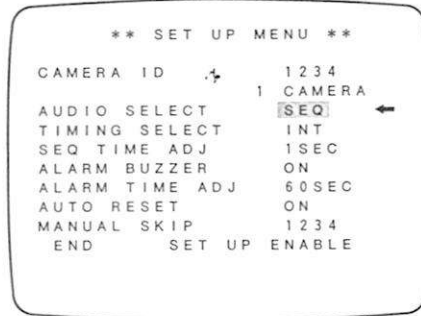 ** SET UP MENU **
CAMERA ID 1234
1 CAMERA
AUDIO SELECT SEQ
TIMING SELECT INT
SEQ TIME ADJ 1SEC
ALARM BUZZER ON
ALARM TIME ADJ 60SEC
AUTO RESET ON
MANUAL SKIP 1234
END SET UP ENABLE